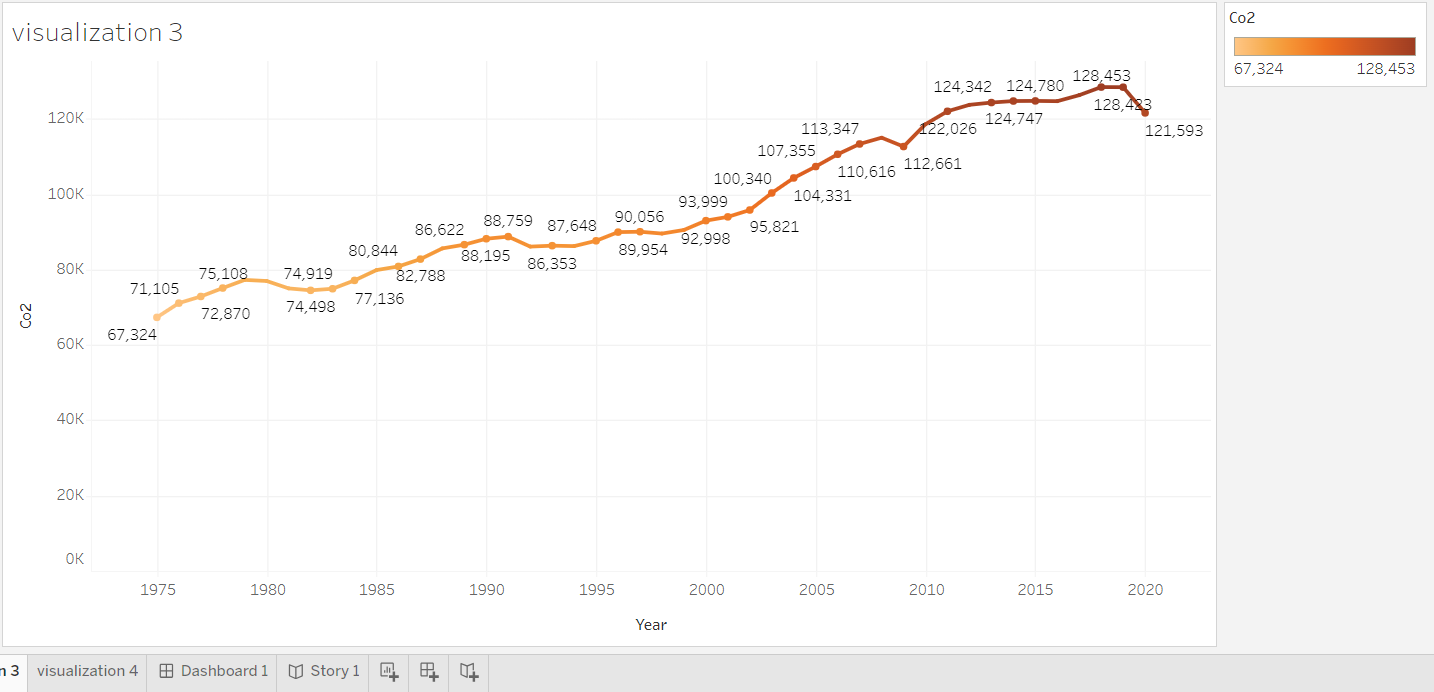 visualization 3
Co2
67,324 128,453
128,453
124,342 124,780
128,423
120K
124,747
122,026
121,593
113,347
107,355
112,661
110,616
100,340
104,331
100K
93,999
90,056
95,821
88,759
87,648
86,622
92,998
89,954
88,195
86,353
80,844
82,788
80K
75,108 74,919
71,105
77,136
74,498
72,870
67,324
60K
Co2
40K
20K
0K
1975 1980 1985 1990 1995 2000 2005 2010 2015 2020
Year
n 3 visualization 4 Dashboard 1 Story 1